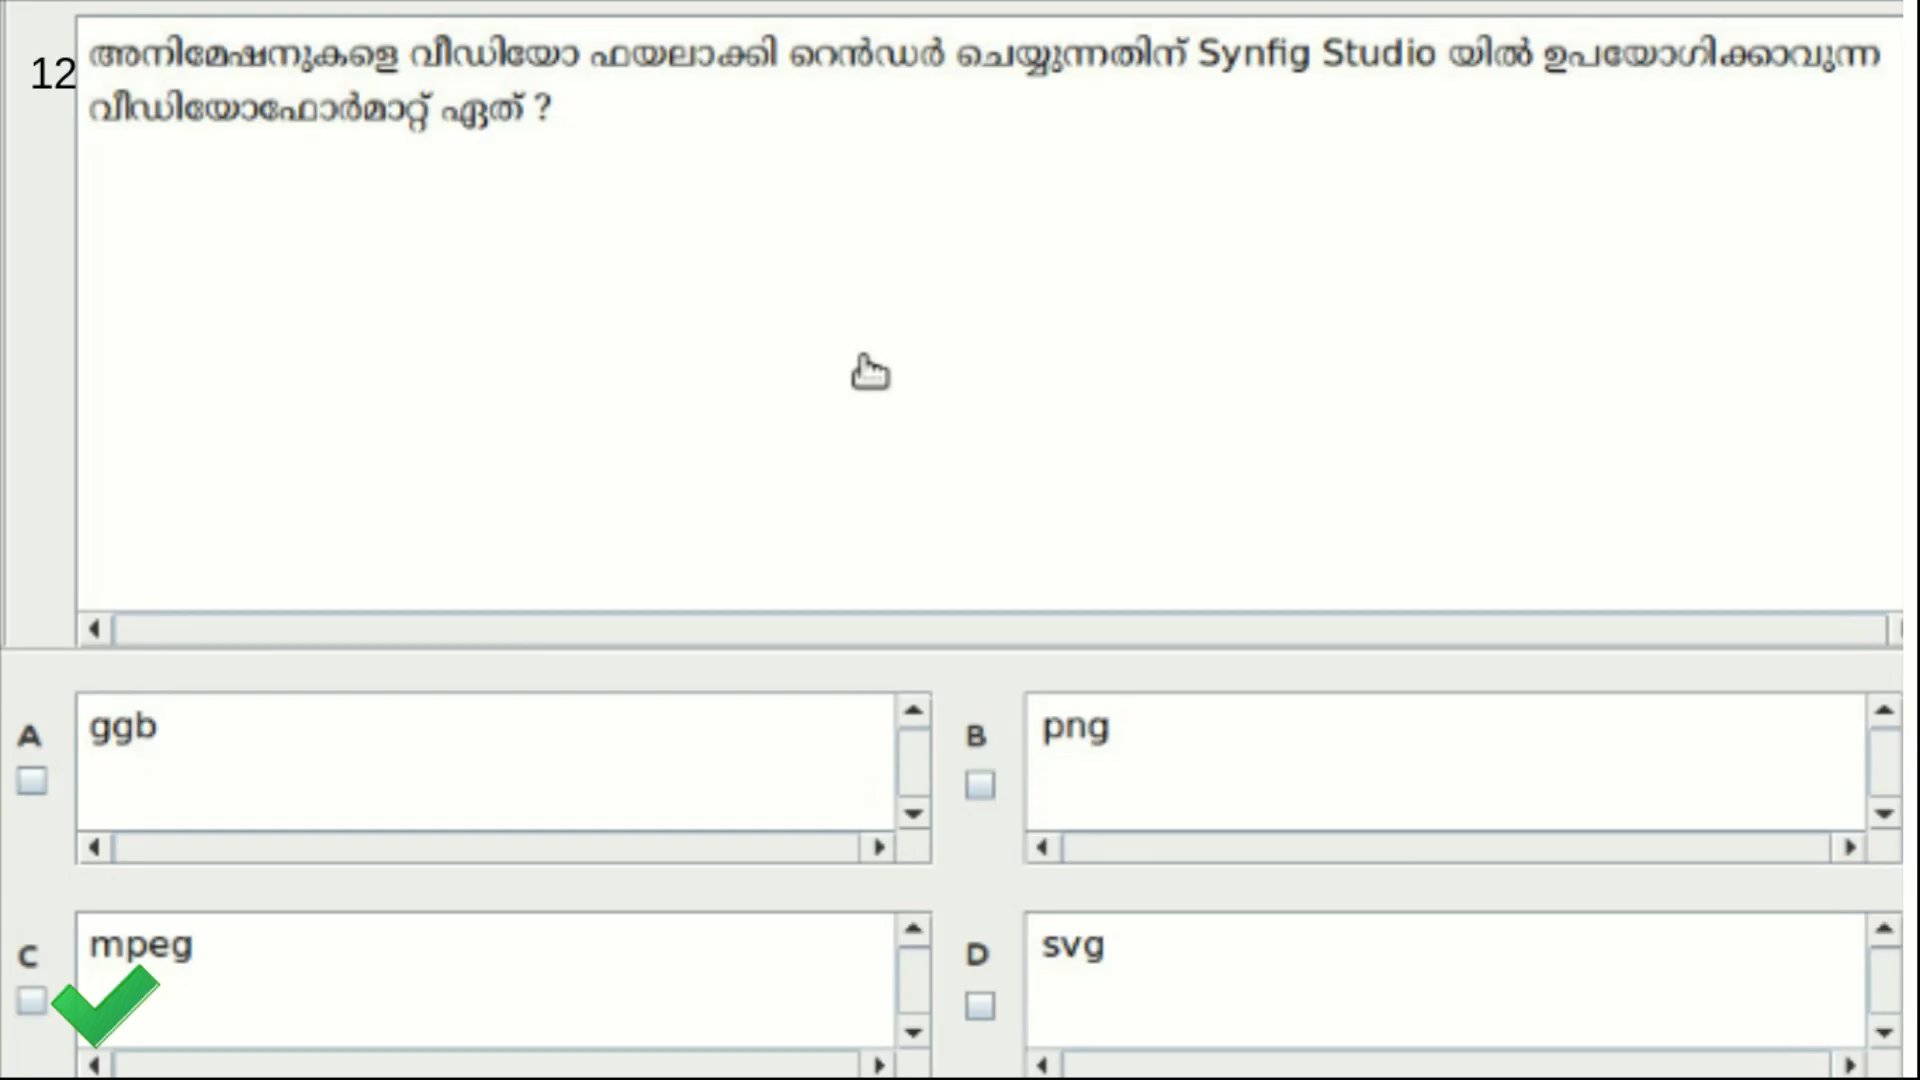 12
അനിമേഷനുകളെ വീഡിയോ ഫയലാക്കി റെൻഡർ ചെയ്യുന്നതിന് Synfig Studio യിൽ ഉപയോഗിക്കാവുന്ന
വീഡിയോഫോർമാറ്റ് ഏത് ?
A ggb
B png
C mpeg
D svg